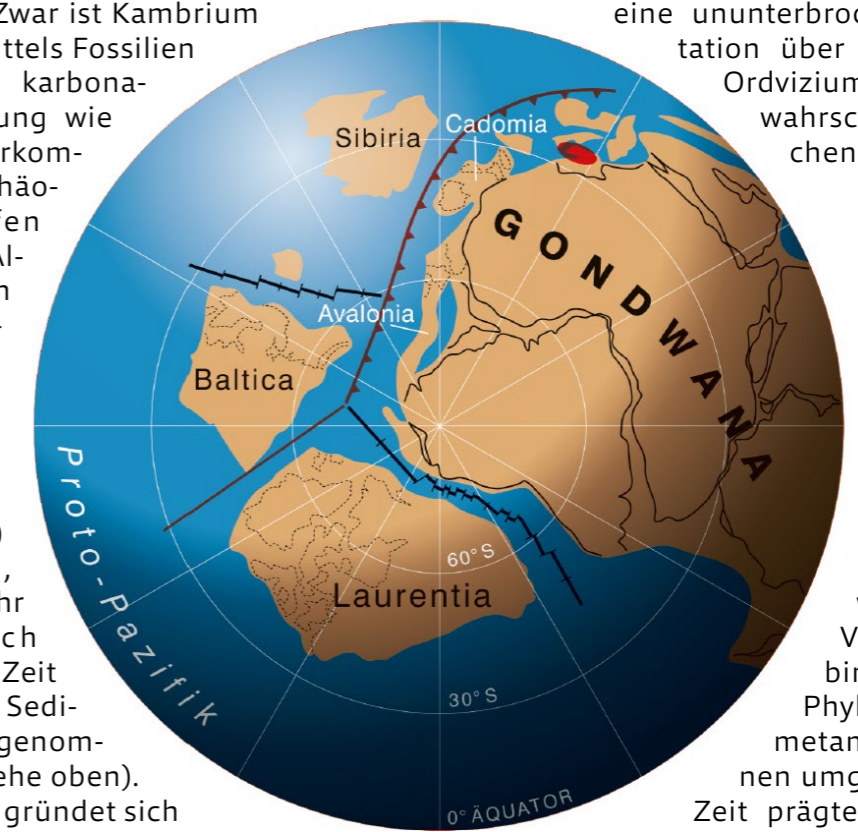 Zwar ist Kambrium
ttels Fossilien
karbona-
ung wie
rkom-
häo-
fen
Al-
n
)
,
hr
ch
Zeit
Sedi-
genom-
ehe oben).
gründet sich
eine ununterbroc
tation über
Ordvizium
wahrsc
chen
V
bin
Phyl
metan
nen umg
Zeit prägte
Sibiria
Cadomia
GONDWANA
Avalonia
Baltica
Proto-Pazifik
Laurentia
60°S
30°S
0° ÄQUATOR